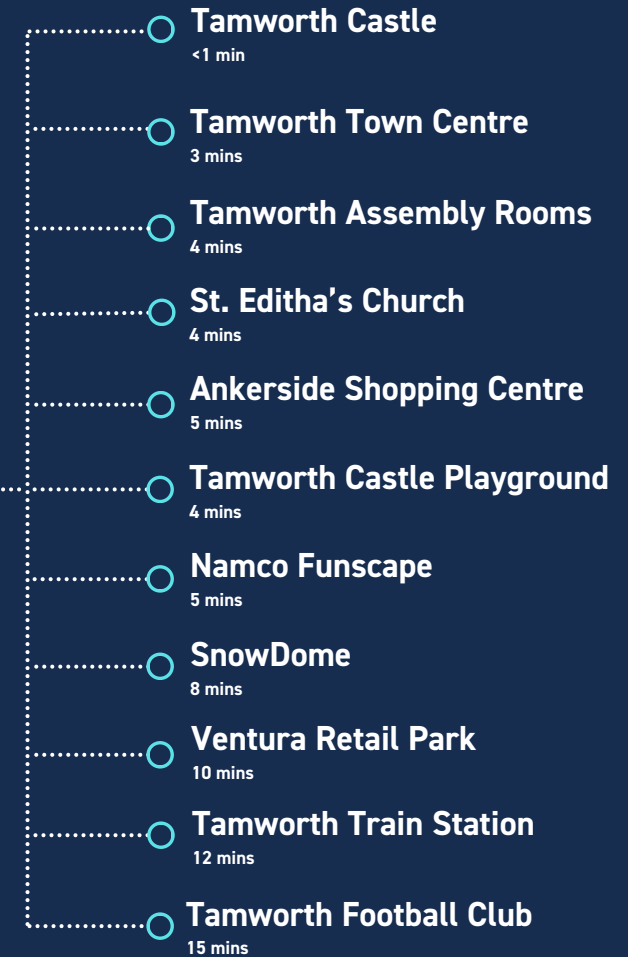 Tamworth Castle
<1 min
Tamworth Town Centre
3 mins
Tamworth Assembly Rooms
4 mins
St. Editha's Church
4 mins
Ankerside Shopping Centre
5 mins
Tamworth Castle Playground
4 mins
Namco Funscape
5 mins
SnowDome
8 mins
Ventura Retail Park
10 mins
Tamworth Train Station
12 mins
Tamworth Football Club
15 mins